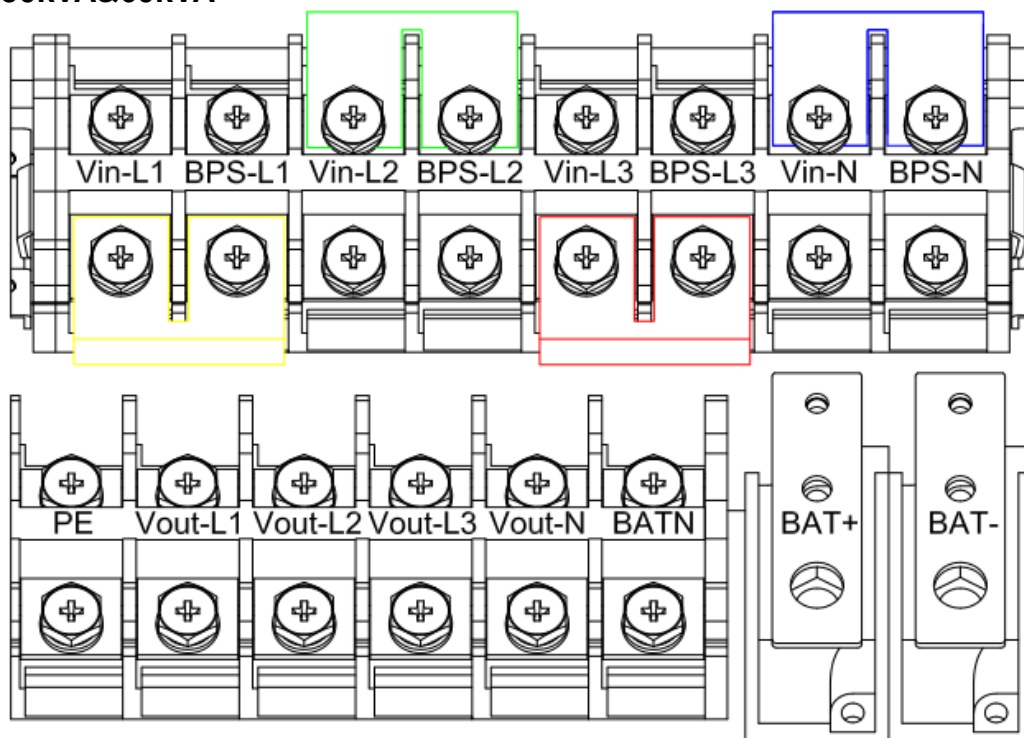 Vin-L1 BPS-L1 Vin-L2 BPS-L2 Vin-L3 BPS-L3 Vin-N BPS-N
PE Vout-L1 Vout-L2 Vout-L3 Vout-N BATN BAT+ BAT-